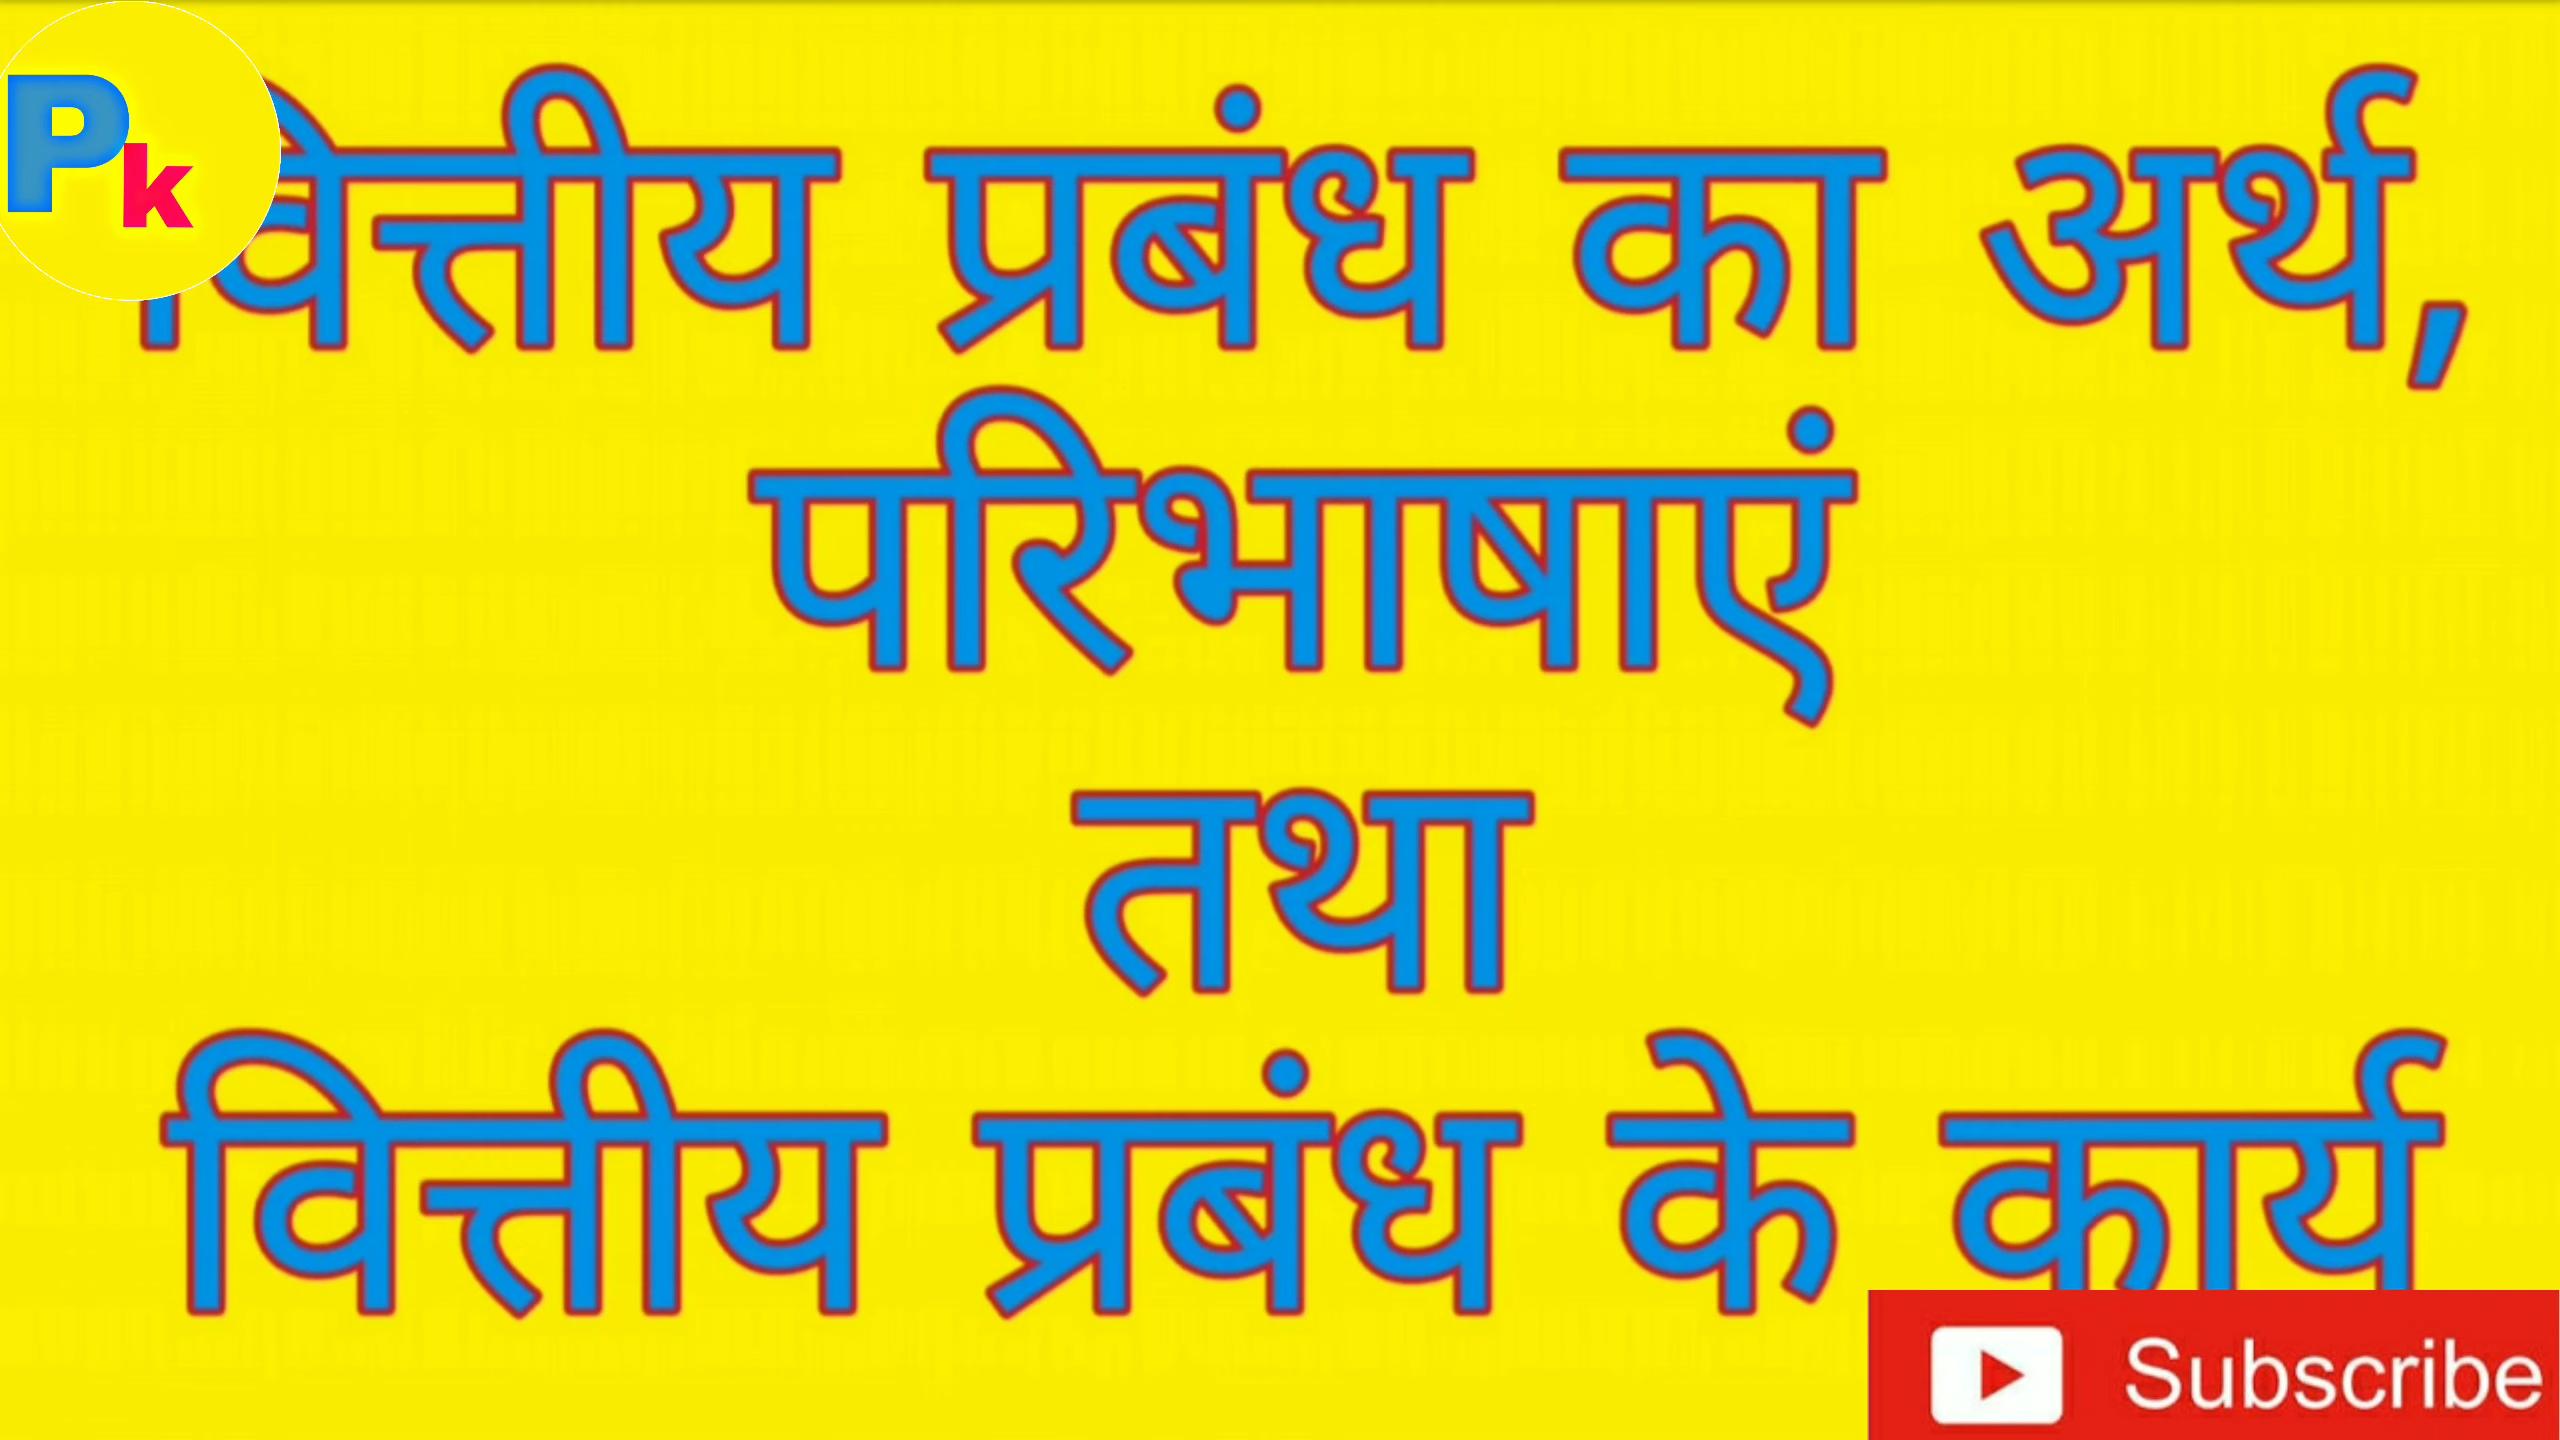 Pk
वित्तीय प्रबंध का अर्थ,
परिभाषाएं
तथा
वित्तीय प्रबंध के कार्य
Subscribe